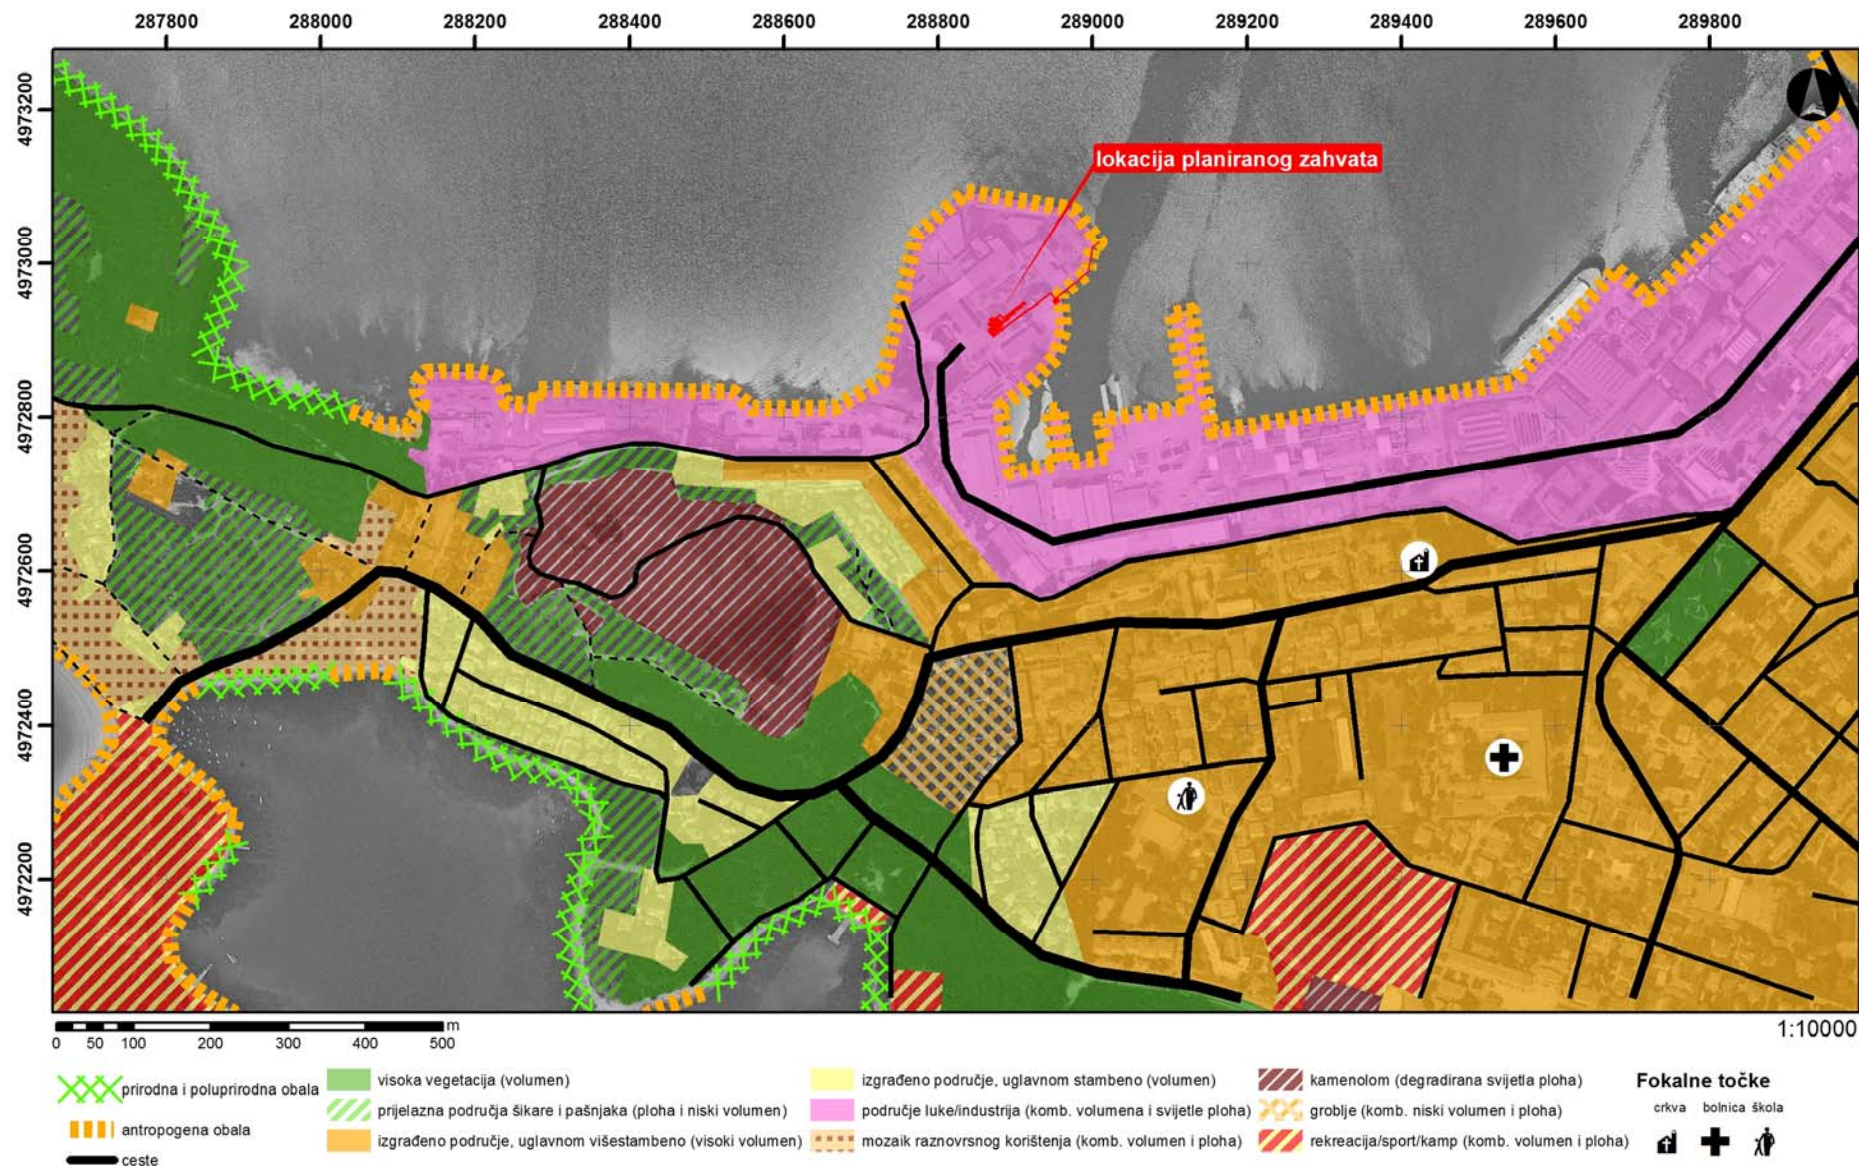 287800 288000 288200 288400 288600 288800 289000 289200 289400 289600 289800
4973200
4973000
4972800
4972600
4972400
4972200
lokacija planiranog zahvata
m
0 50 100 200 300 400 500
1:10000
prirodna i poluprirodna obala
antropogena obala
ceste
visoka vegetacija (volumen)
prijelazna područja šikare i pašnjaka (ploha i niski volumen)
izgrađeno područje, uglavnom višestambeno (visoki volumen)
izgrađeno područje, uglavnom stambeno (volumen)
područje luke/industrija (komb. volumena i svijetle ploha)
mozaik raznovrsnog korištenja (komb. volumen i ploha)
kamenolom (degradirana svijetla ploha)
groblje (komb. niski volumen i ploha)
rekreacija/sport/kamp (komb. volumen i ploha)
Fokalne točke
crkva bolnica škola